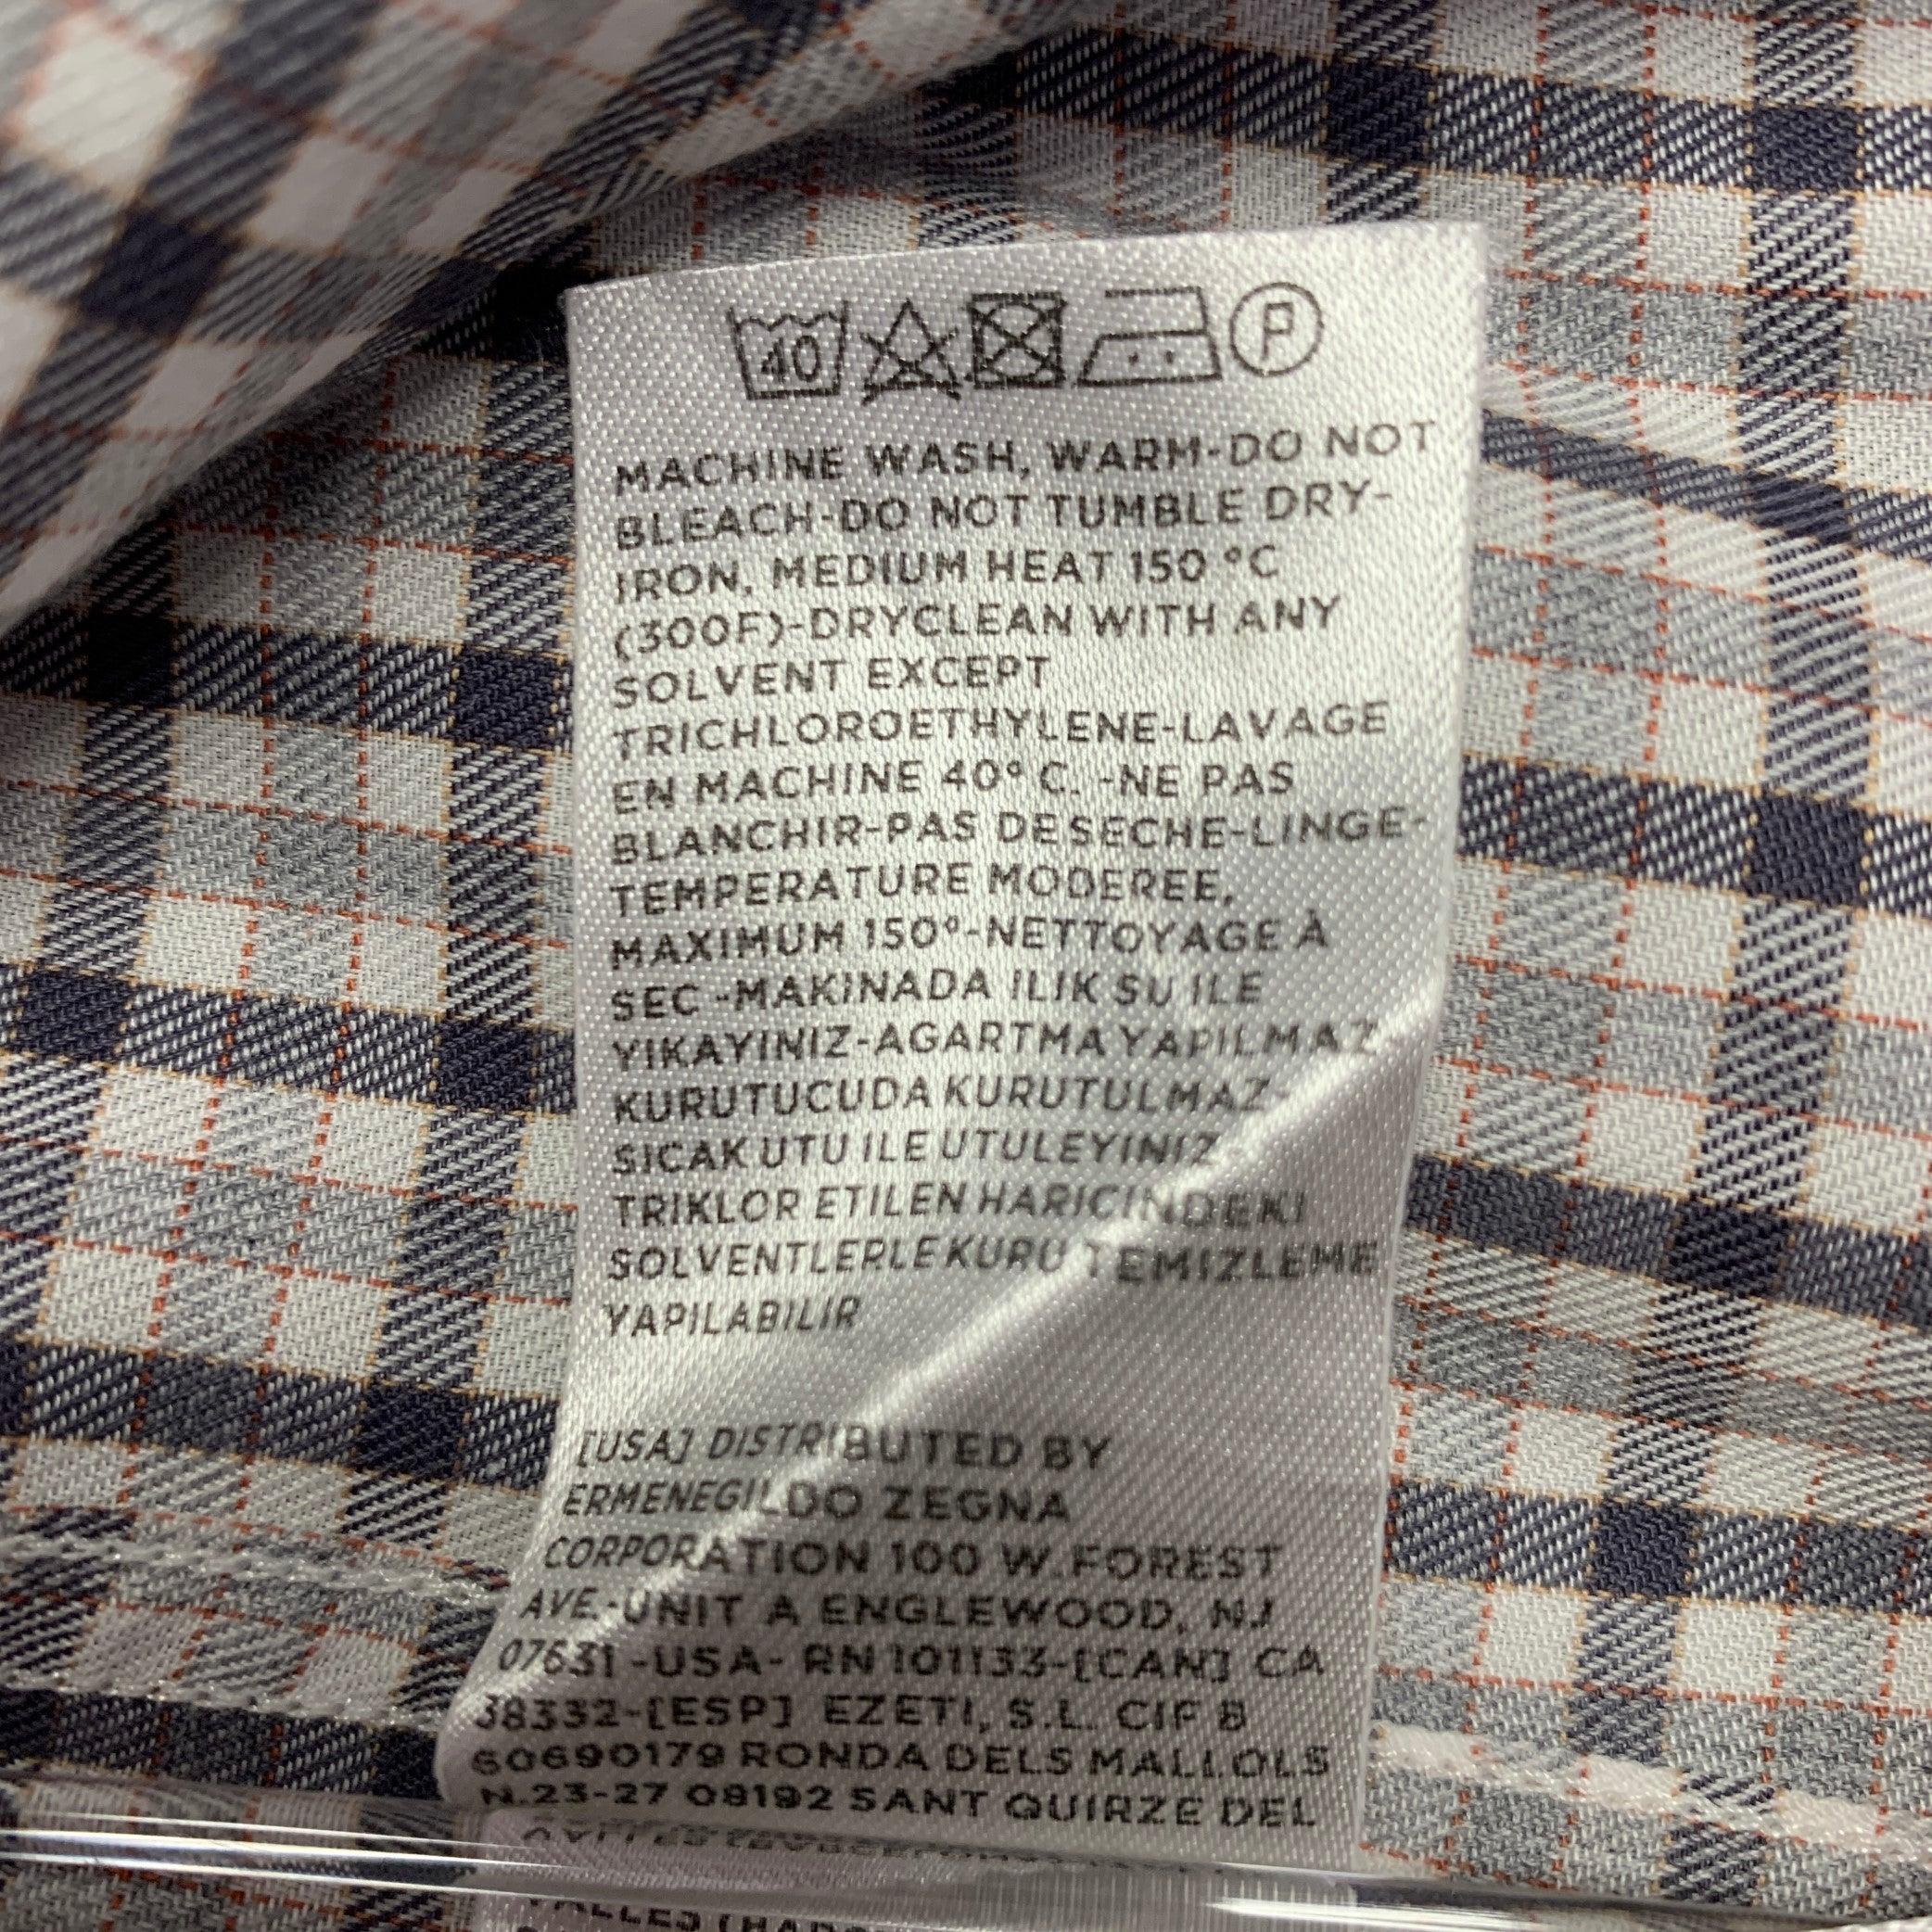 40 P
MACHINE WASH, WARM-DO NOT
BLEACH-DO NOT TUMBLE DRY-
IRON, MEDIUM HEAT 150 °C
(300F)-DRYCLEAN WITH ANY
SOLVENT EXCEPT
TRICHLOROETHYLENE-LAVAGE
EN MACHINE 40° C. -NE PAS
BLANCHIR-PAS DE SECHE-LINGE-
TEMPERATURE MODEREE,
MAXIMUM 150°-NETTOYAGE À
SEC -MAKINADA ILIK SU ILE
YIKAYINIZ-AGARTMA YAPILMAZ
KURUTUCUDA KURUTULMAZ
SICAK UTU ILE UTULEYINIZ
TRIKLOR ETILEN HARICINDEKI
SOLVENTLERLE KURU TEMIZLEME
YAPILABILIR
[USA] DISTRIBUTED BY
ERMENEGILDO ZEGNA
CORPORATION 100 W.FOREST
AVE.-UNIT A ENGLEWOOD, NJ
07631 -USA- RN 101133-[CAN] CA
38332-[ESP] EZETI, S.L. CIF B
60690179 RONDA DELS MALLOLS
N.23-27 08192 SANT QUIRZE DEL